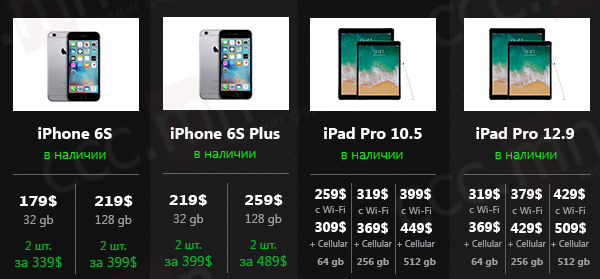 iPhone 6S
в наличии
179$ 219$
32 gb 128 gb
2 шт. 2 шт.
за 339$ за 399$
iPhone 6S Plus
в наличии
219$ 259$
32 gb 128 gb
2 шт. 2 шт.
за 399$ за 489$
iPad Pro 10.5
в наличии
259$ 319$ 399$
с Wi-Fi с Wi-Fi с Wi-Fi
309$ 369$ 449$
+ Cellular + Cellular + Cellular
64 gb 256 gb 512 gb
iPad Pro 12.9
в наличии
319$ 379$ 429$
с Wi-Fi с Wi-Fi с Wi-Fi
369$ 429$ 509$
+ Cellular + Cellular + Cellular
64 gb 256 gb 512 gb